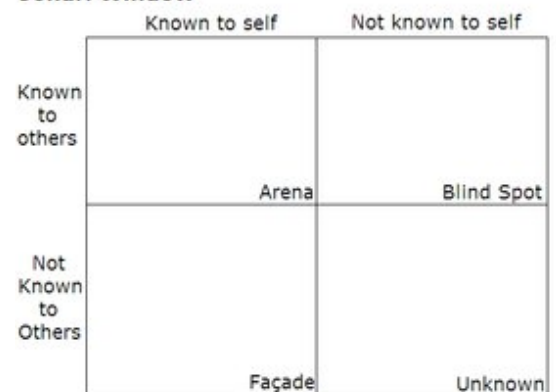 Known to self
Not known to self
Known
to
others
Arena
Blind Spot
Not
Known
to
Others
Façade
Unknown